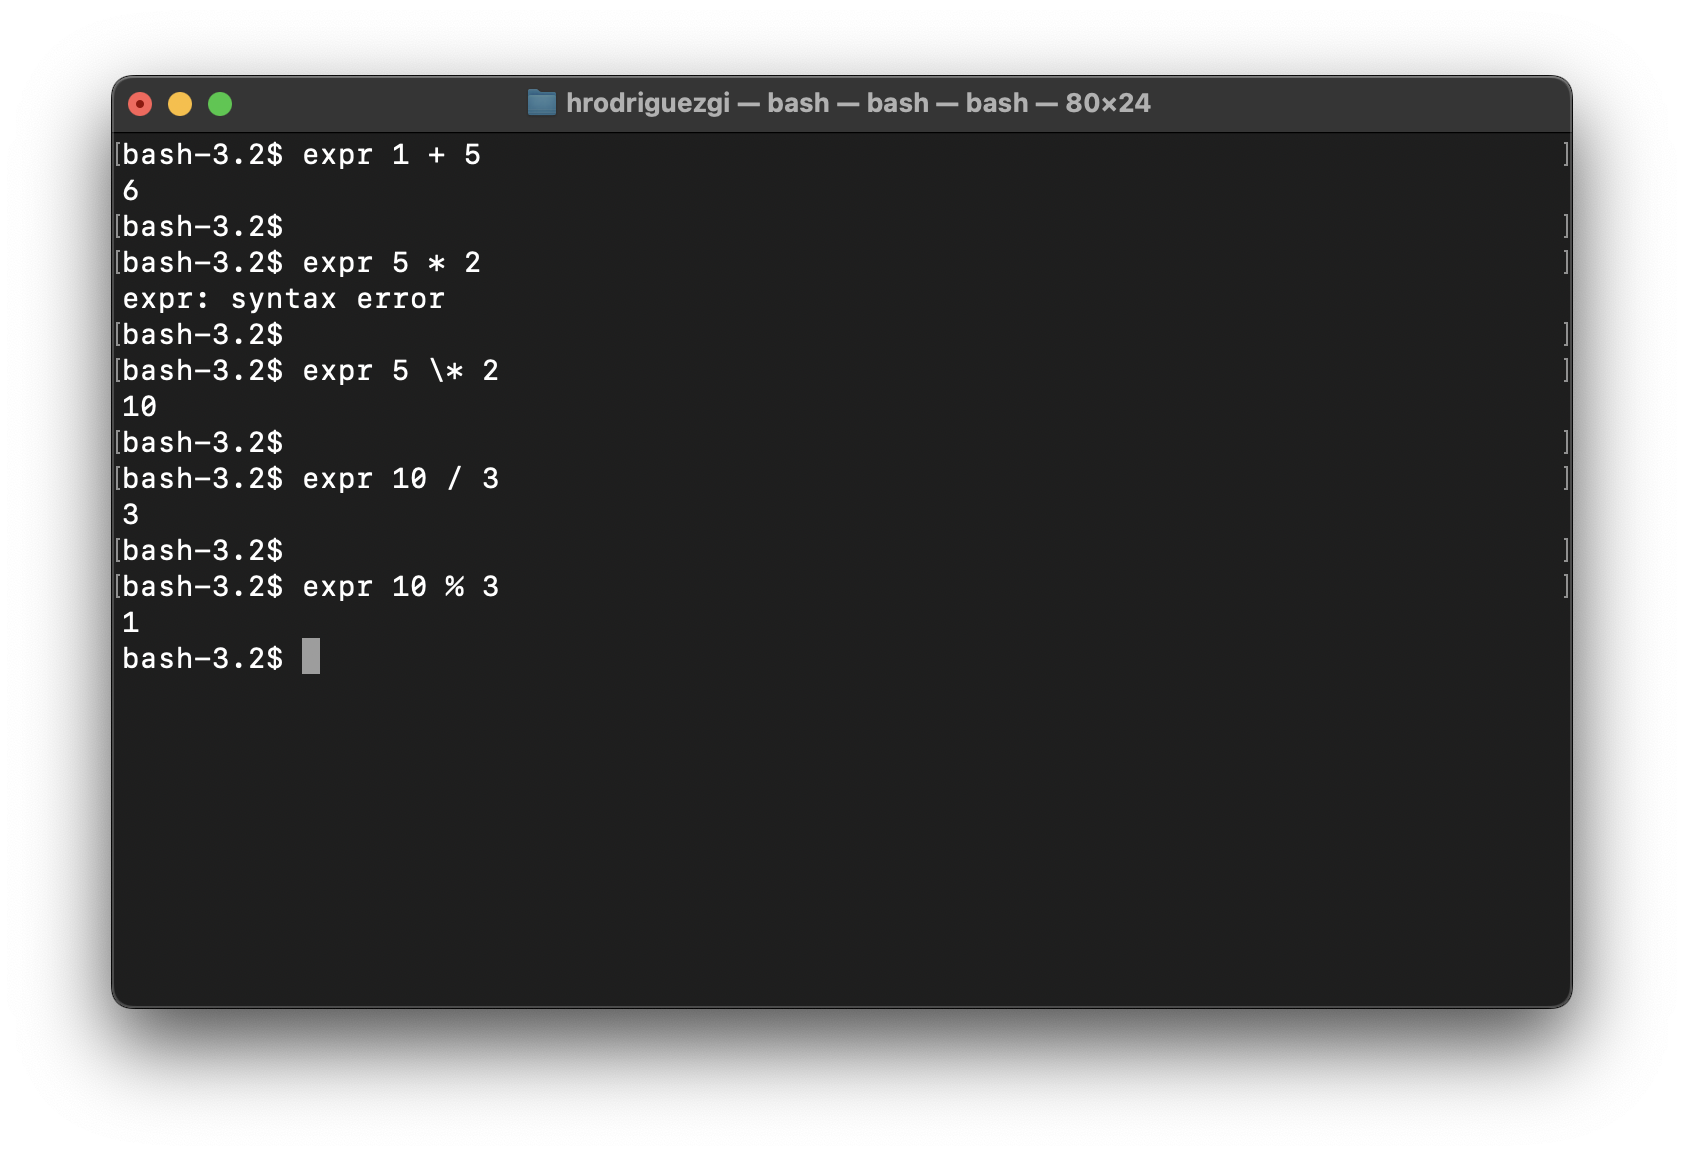 hrodriguezgi — bash — bash — bash — 80×24
[bash-3.2$ expr 1 + 5 ]
6
[bash-3.2$ ]
[bash-3.2$ expr 5 * 2 ]
expr: syntax error
[bash-3.2$ ]
[bash-3.2$ expr 5 \* 2 ]
10
[bash-3.2$ ]
[bash-3.2$ expr 10 / 3 ]
3
[bash-3.2$ ]
[bash-3.2$ expr 10 % 3 ]
1
bash-3.2$